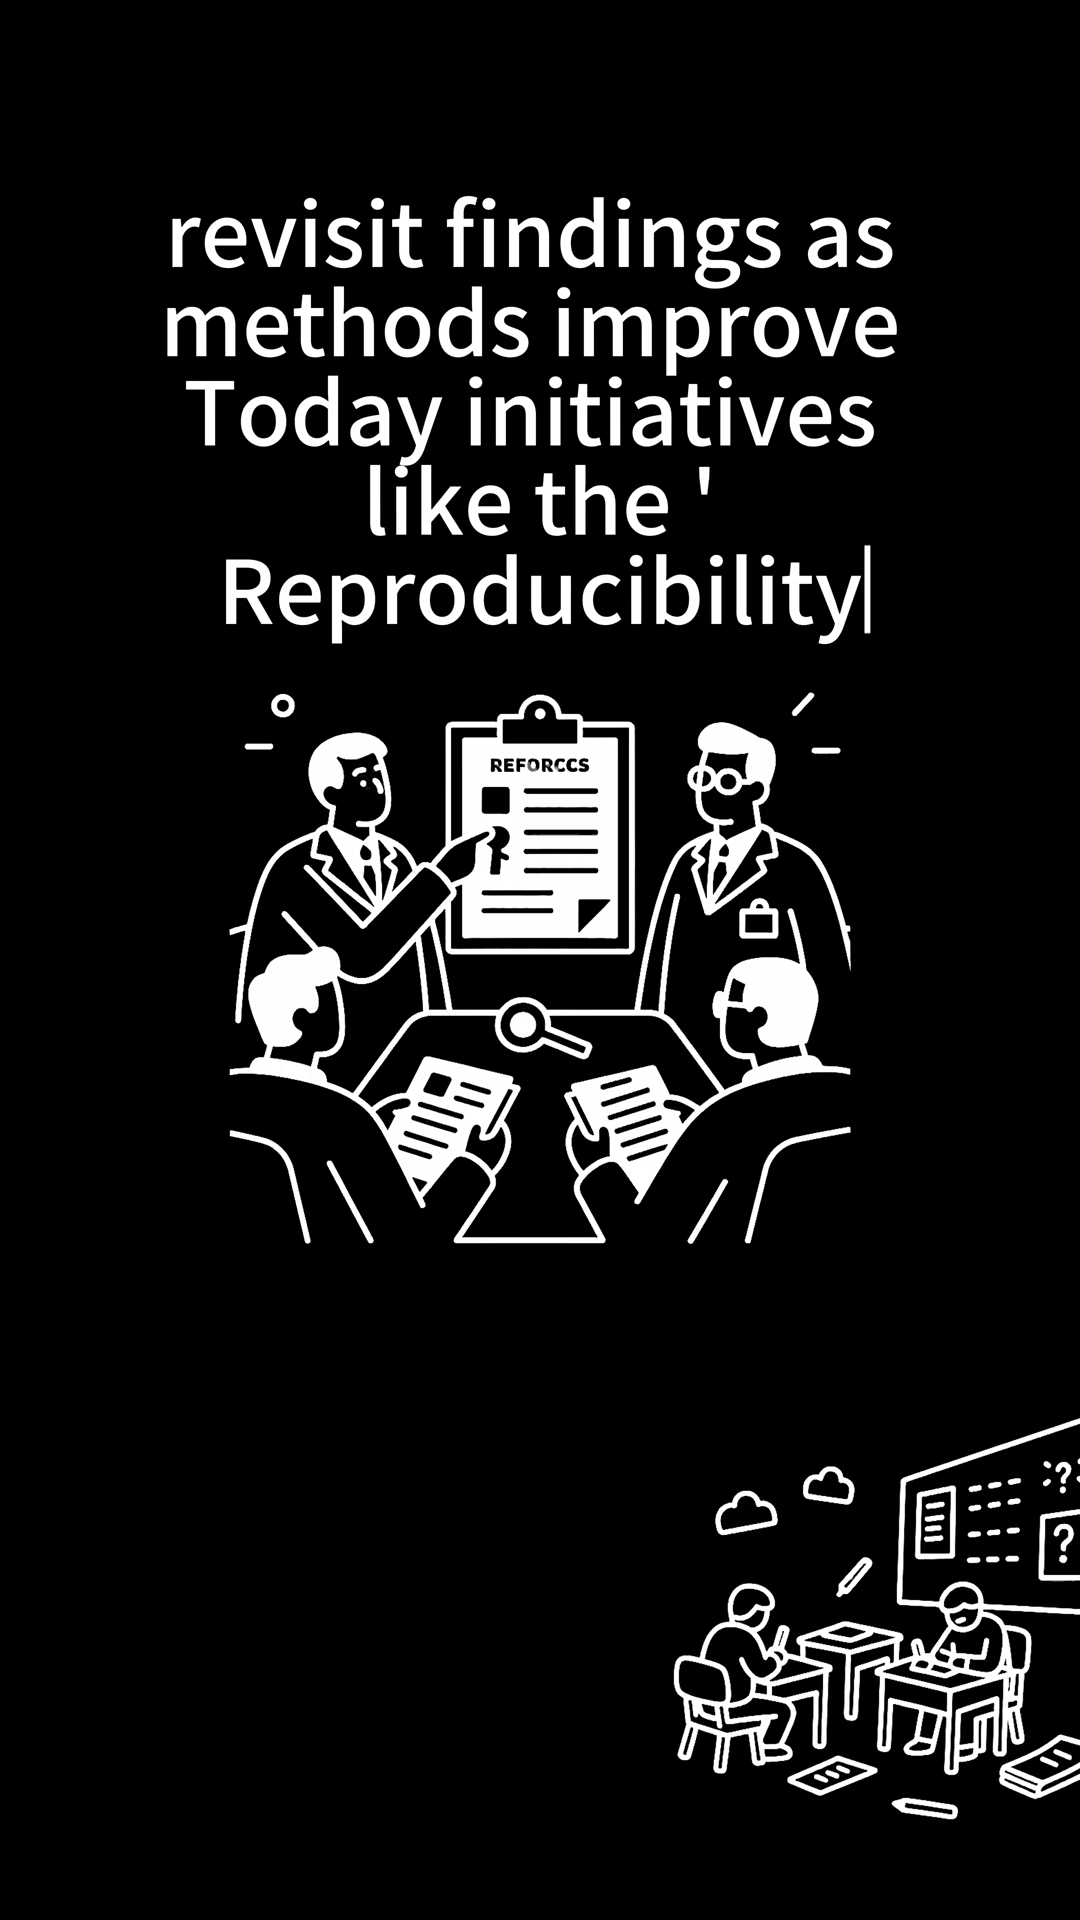 revisit findings as
methods improve
Today initiatives
like the '
Reproducibility
REFORCCS
?
?